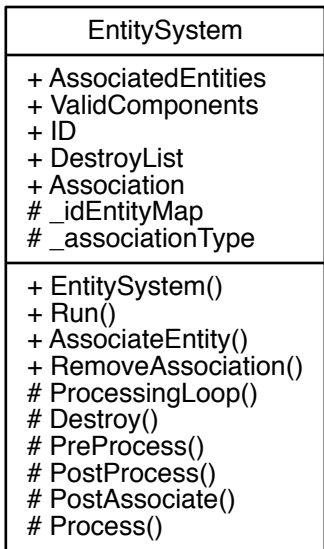 EntitySystem
+ AssociatedEntities
+ ValidComponents
+ ID
+ DestroyList
+ Association
# _idEntityMap
# _associationType
+ EntitySystem()
+ Run()
+ AssociateEntity()
+ RemoveAssociation()
# ProcessingLoop()
# Destroy()
# PreProcess()
# PostProcess()
# PostAssociate()
# Process()